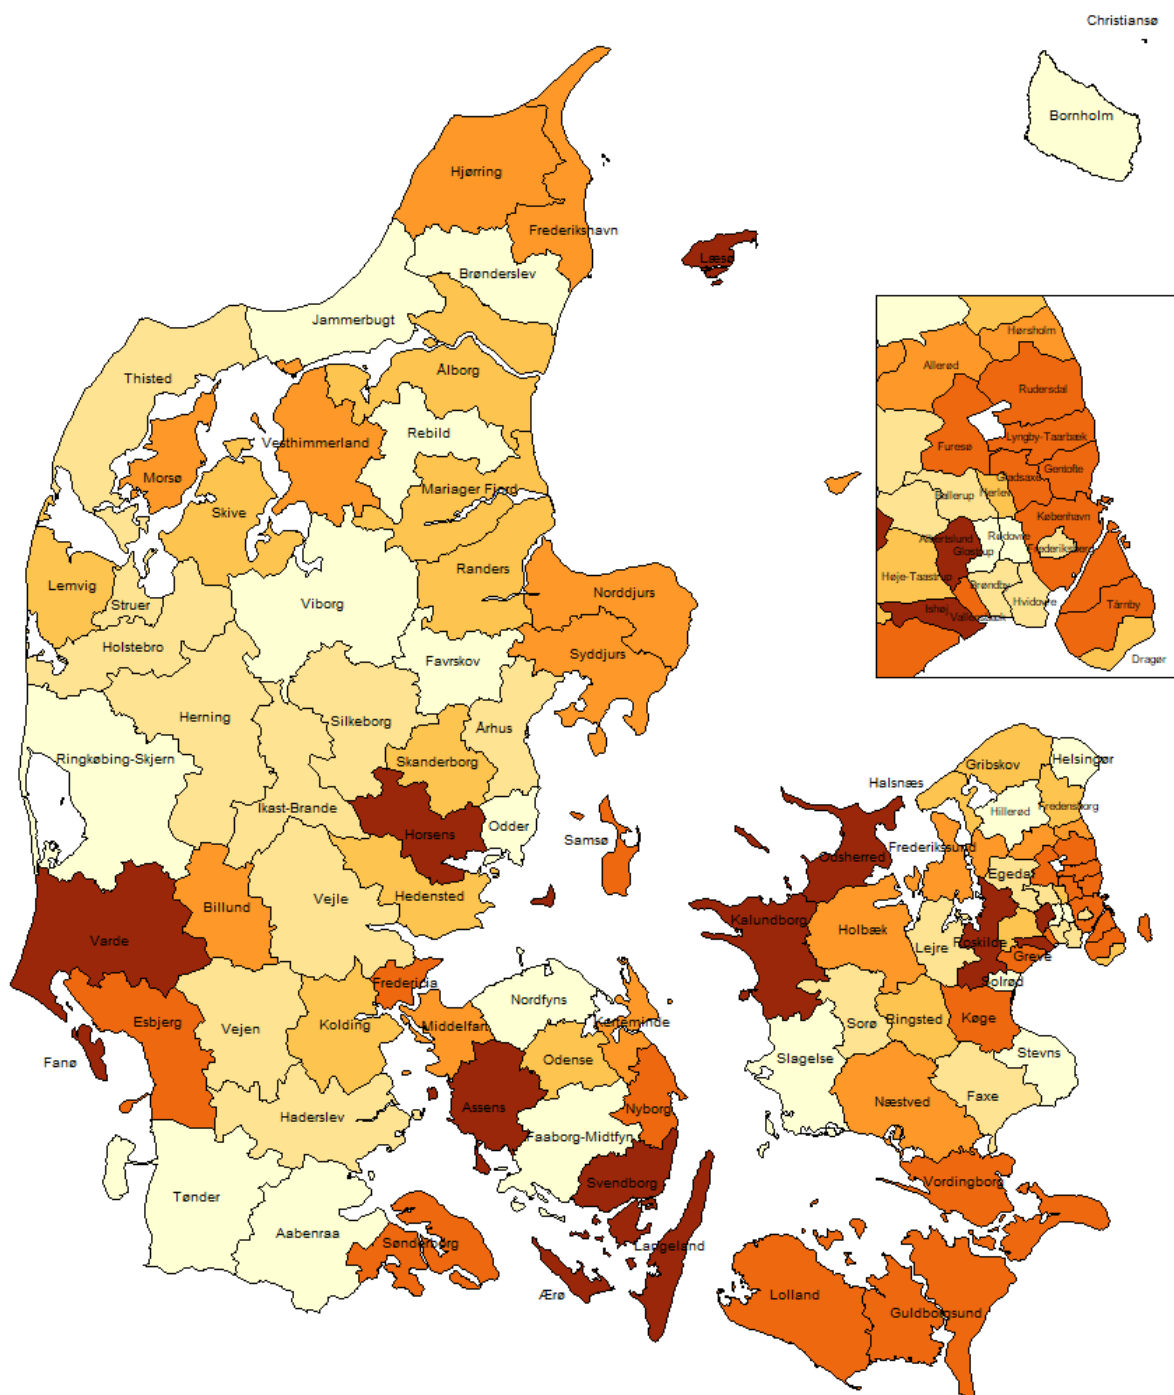 Christiansø
Bornholm
Hjørring
Frederikshavn
Læsø
Brønderslev
Jammerbugt
Ålborg
Thisted
Rebild
Vesthimmerland
Morsø
Mariager Fjord
Skive
Randers
Lemvig
Struer
Viborg
Norddjurs
Holstebro
Syddjurs
Favrskov
Herning
Silkeborg
Århus
Ringkøbing-Skjern
Skanderborg
Ikast-Brande
Horsens
Odder
Samsø
Billund
Vejle
Hedensted
Varde
Fredericia
Esbjerg
Vejen
Kolding
Fanø
Haderslev
Tønder
Aabenraa
Sønderborg
Nordfyns
Middelfart
Kerteminde
Odense
Assens
Nyborg
Faaborg-Midtfyn
Svendborg
Langeland
Ærø
Hørsholm
Allerød
Rudersdal
Furesø
Lyngby-Taarbæk
Gentofte
Gladsaxe
Ballerup
Herlev
København
Albertslund
Rødovre
Glostrup
Frederiksberg
Høje-Taastrup
Brøndby
Hvidovre
Ishøj
Vallensbæk
Tårnby
Dragør
Helsingør
Gribskov
Halsnæs
Hillerød
Fredensborg
Frederikssund
Odsherred
Egedal
Kalundborg
Holbæk
Lejre
Roskilde
Greve
Solrød
Sorø
Ringsted
Køge
Slagelse
Stevns
Næstved
Faxe
Vordingborg
Lolland
Guldborgsund